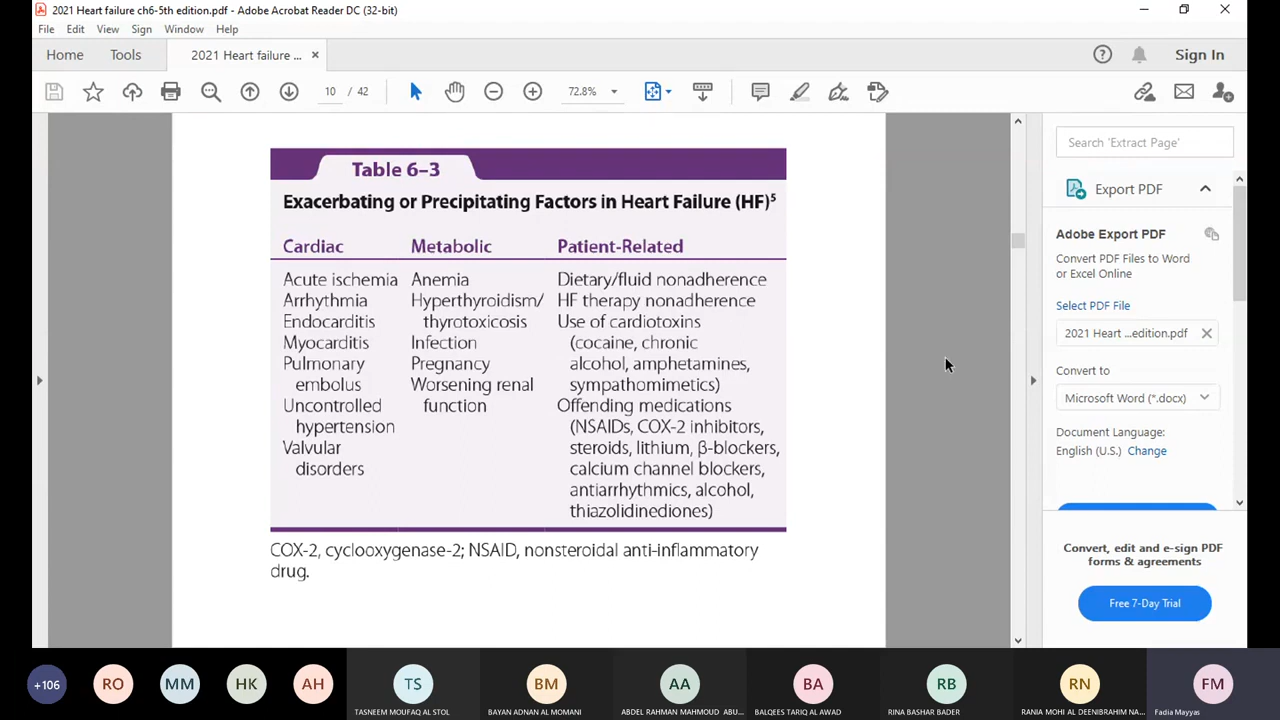 2021 Heart failure ch6-5th edition.pdf - Adobe Acrobat Reader DC (32-bit)
File Edit View Sign Window Help
Home Tools 2021 Heart failure ... × Sign In
10 / 42 72.8%
Search 'Extract Page'
Export PDF
Adobe Export PDF
Convert PDF Files to Word
or Excel Online
Select PDF File
2021 Heart ...edition.pdf
Convert to
Microsoft Word (*.docx)
Document Language:
English (U.S.) Change
Convert, edit and e-sign PDF
forms & agreements
Free 7-Day Trial
Table 6–3
Exacerbating or Precipitating Factors in Heart Failure (HF)5
Cardiac Metabolic Patient-Related
Acute ischemia Anemia Dietary/fluid nonadherence
Arrhythmia Hyperthyroidism/ HF therapy nonadherence
Endocarditis thyrotoxicosis Use of cardiotoxins
Myocarditis Infection (cocaine, chronic
Pulmonary Pregnancy alcohol, amphetamines,
embolus Worsening renal sympathomimetics)
Uncontrolled function Offending medications
hypertension (NSAIDs, COX-2 inhibitors,
Valvular steroids, lithium, β-blockers,
disorders calcium channel blockers,
antiarrhythmics, alcohol,
thiazolidinediones)
COX-2, cyclooxygenase-2; NSAID, nonsteroidal anti-inflammatory
drug.
+106 RO MM HK AH TS BM AA BA RB RN FM
TASNEEM MOUFAQ AL STOL BAYAN ADNAN AL MOMANI ABDEL RAHMAN MAHMOUD ABU... BALQEES TARIQ AL AWAD RINA BASHAR BADER RANIA MOHI AL DEENIBRAHIM NA... Fadia Mayyas